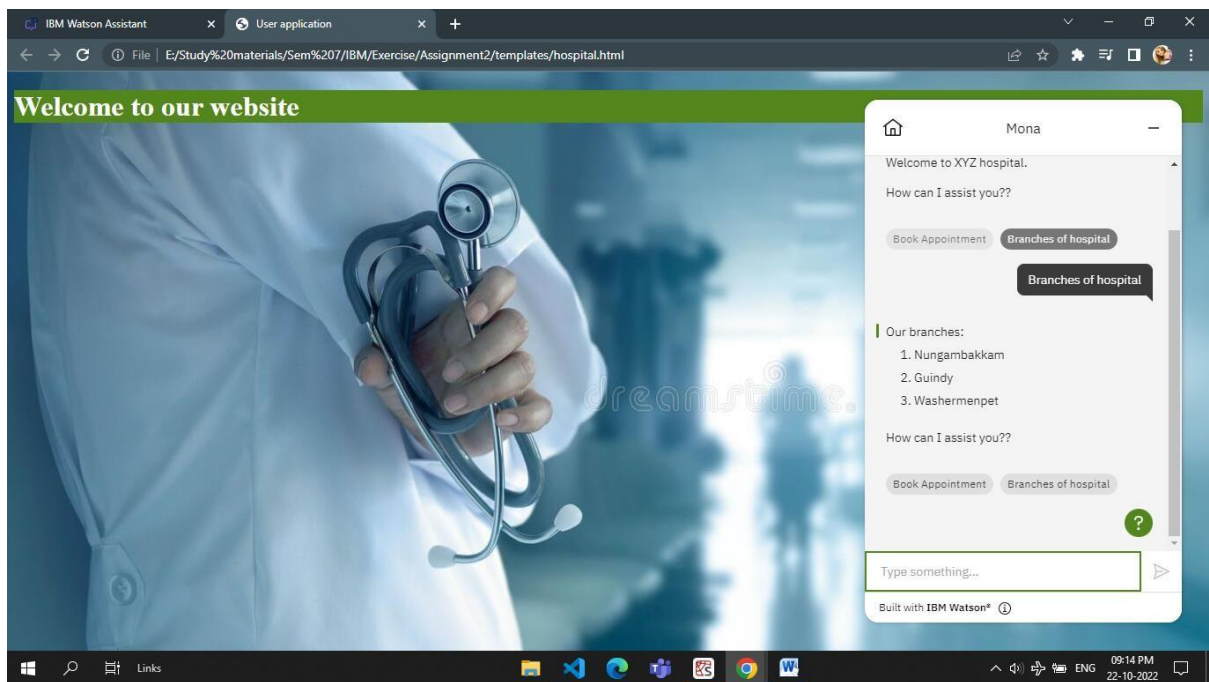 IBM Watson Assistant
User application
File | E:/Study%20materials/Sem%207/IBM/Exercise/Assignment2/templates/hospital.html
Welcome to our website
dreamstime.
Mona
Welcome to XYZ hospital.
How can I assist you??
Book Appointment Branches of hospital
Branches of hospital
Our branches:
1. Nungambakkam
2. Guindy
3. Washermenpet
How can I assist you??
Book Appointment Branches of hospital
?
Type something...
Built with IBM Watson®
Links
ENG
09:14 PM
22-10-2022